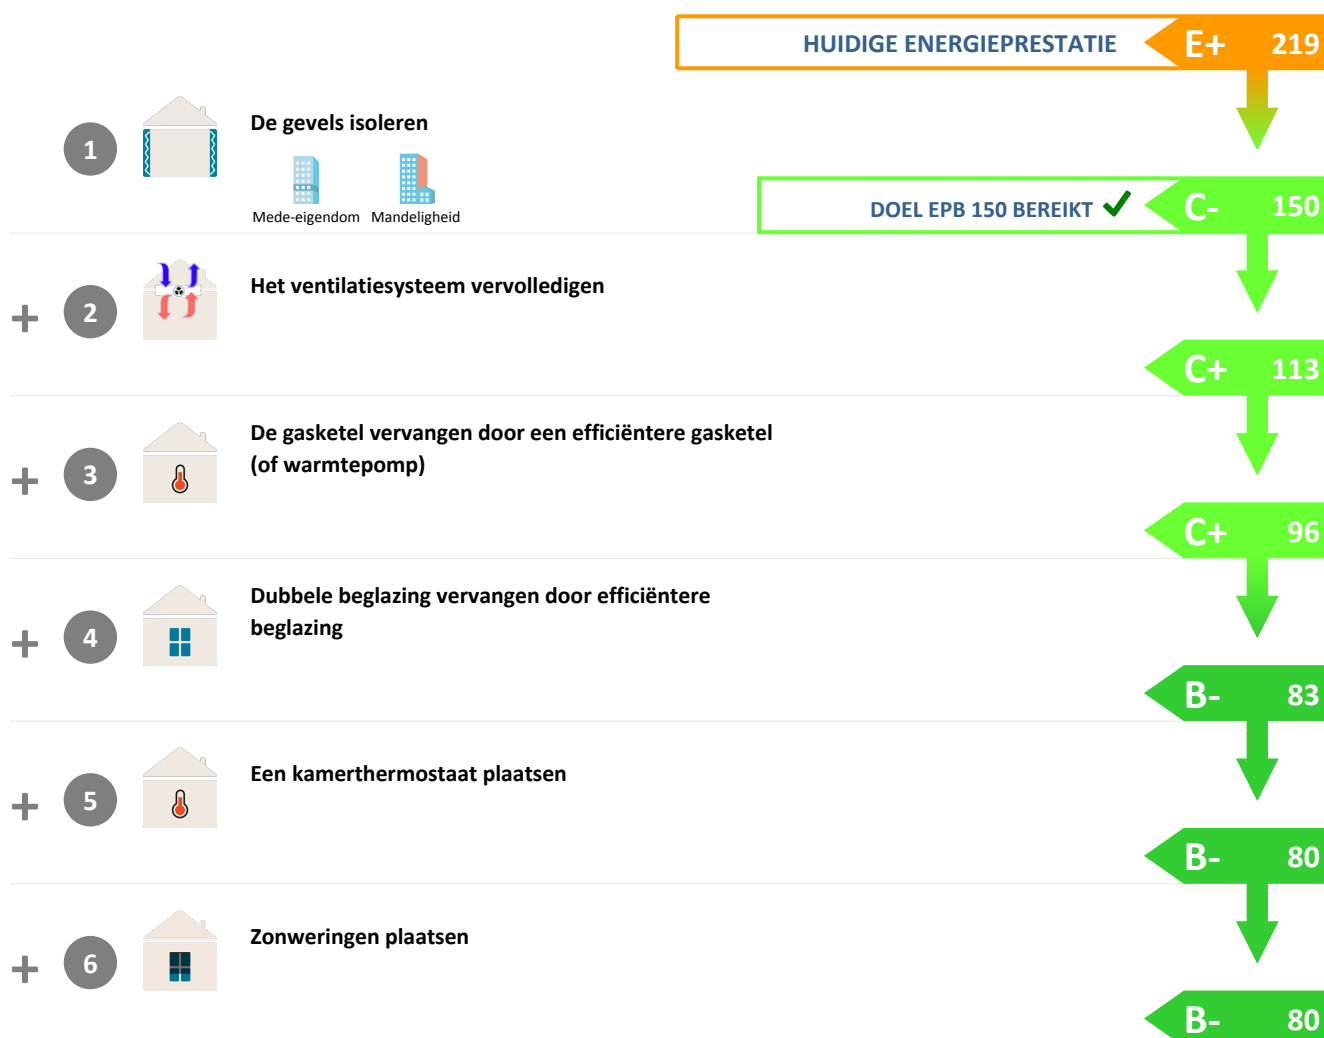 HUIDIGE ENERGIEPRESTATIE E+ 219
1 De gevels isoleren
Mede-eigendom Mandeligheid
DOEL EPB 150 BEREIKT C- 150
+ 2 Het ventilatiesysteem vervolledigen
C+ 113
+ 3 De gasketel vervangen door een efficiëntere gasketel
(of warmtepomp)
C+ 96
+ 4 Dubbele beglazing vervangen door efficiëntere
beglazing
B- 83
+ 5 Een kamerthermostaat plaatsen
B- 80
+ 6 Zonweringen plaatsen
B- 80